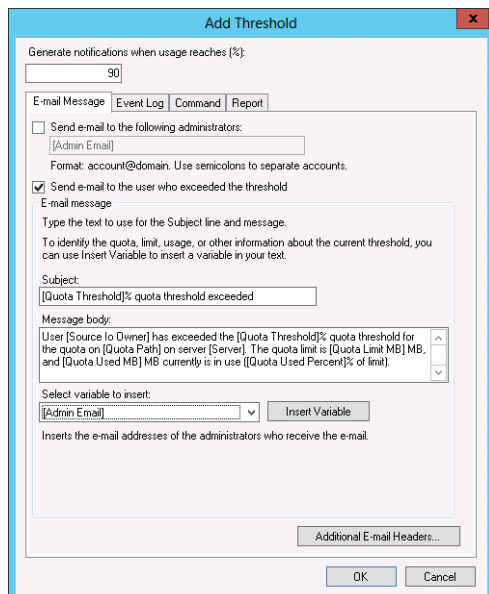 Add Threshold
x
Generate notifications when usage reaches (%):
90
E-mail Message Event Log Command Report
Send e-mail to the following administrators:
[Admin Email]
Format: account@domain. Use semicolons to separate accounts.
Send e-mail to the user who exceeded the threshold
E-mail message
Type the text to use for the Subject line and message.
To identify the quota, limit, usage, or other information about the current threshold, you
can use Insert Variable to insert a variable in your text.
Subject:
[Quota Threshold]% quota threshold exceeded
Message body:
User [Source Io Owner] has exceeded the [Quota Threshold]% quota threshold for
the quota on [Quota Path] on server [Server]. The quota limit is [Quota Limit MB] MB,
and [Quota Used MB] MB currently is in use ([Quota Used Percent]% of limit).
Select variable to insert:
[Admin Email] Insert Variable
Inserts the e-mail addresses of the administrators who receive the e-mail.
Additional E-mail Headers...
OK Cancel